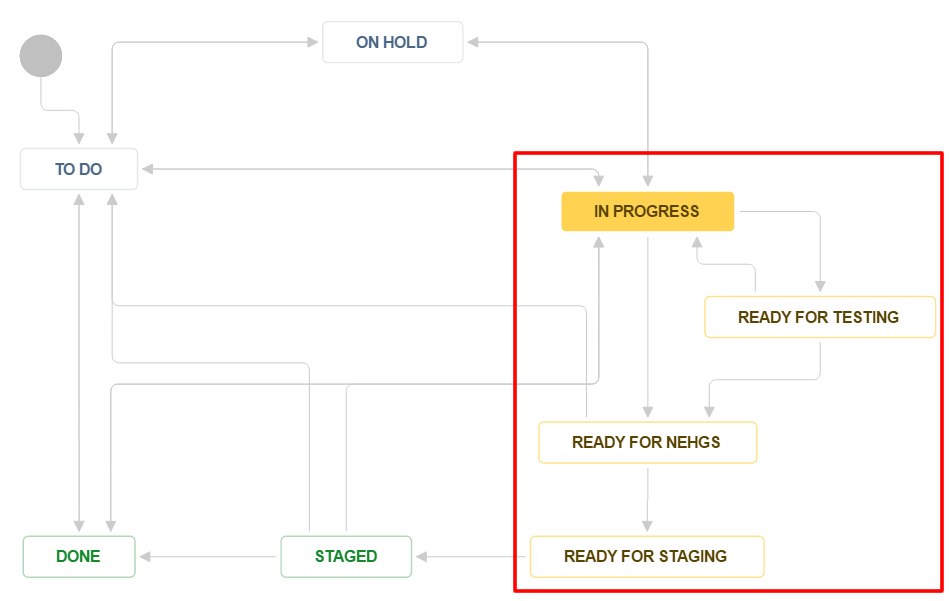 ON HOLD
TO DO
IN PROGRESS
READY FOR TESTING
READY FOR NEHGS
DONE
STAGED
READY FOR STAGING